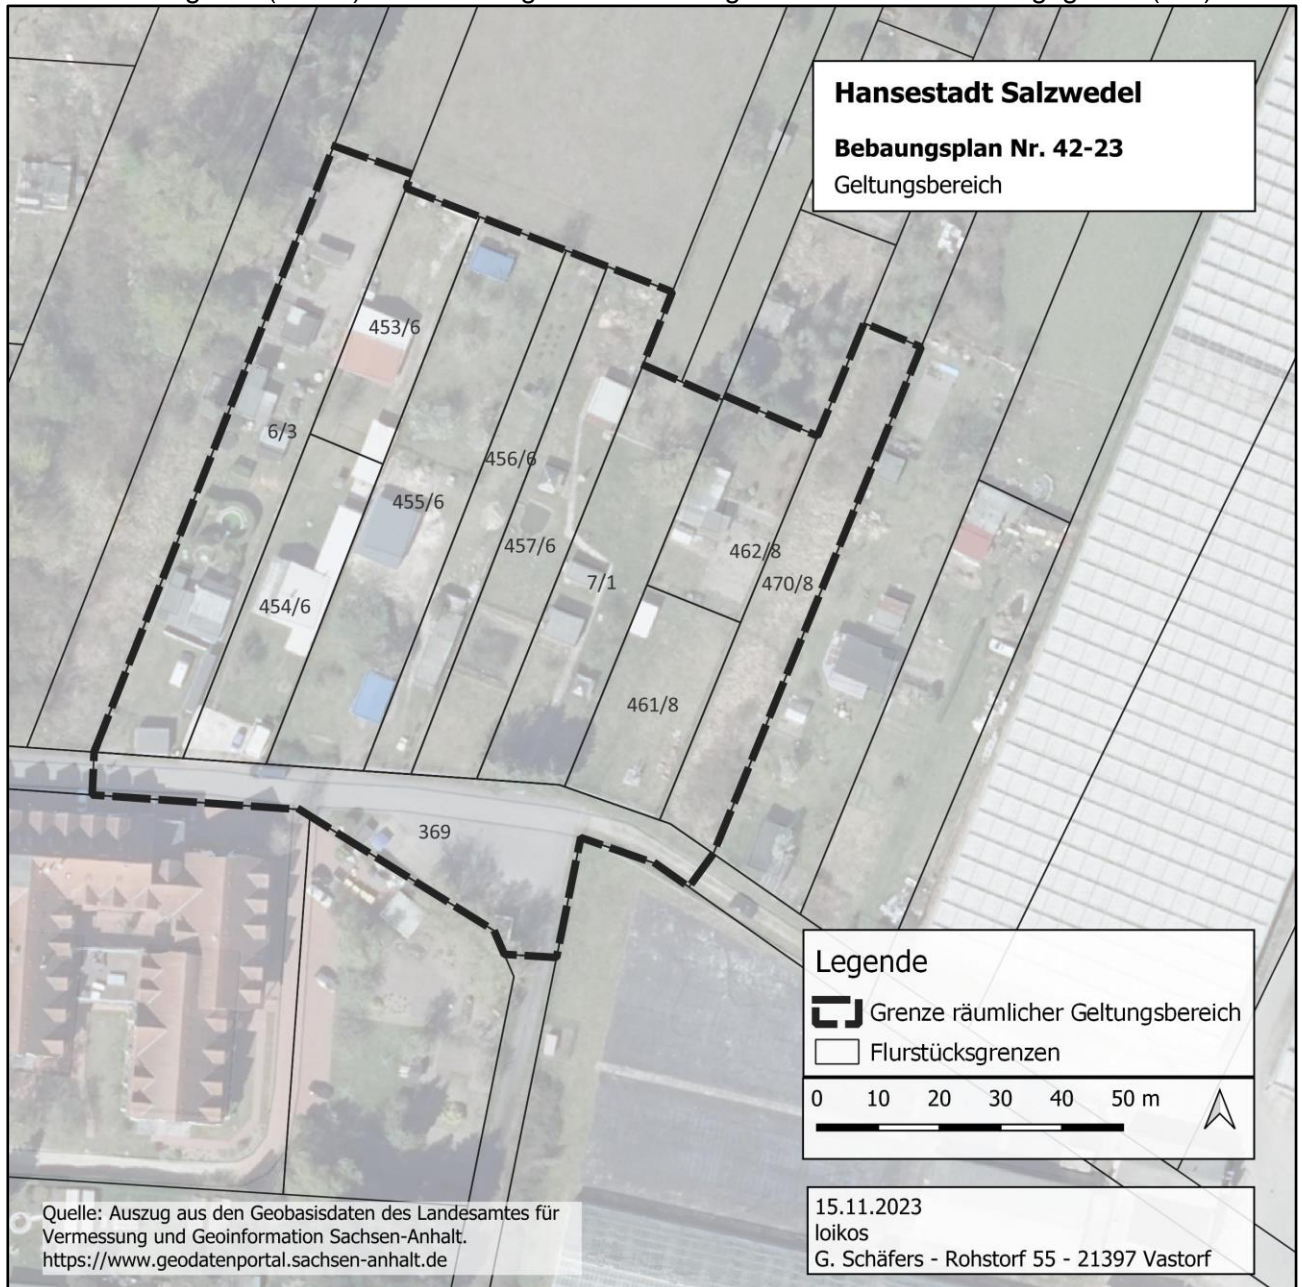 Hansestadt Salzwedel
Bebaungsplan Nr. 42-23
Geltungsbereich
453/6
6/3
456/6
455/6
457/6
462/8
7/1
470/8
454/6
461/8
369
Legende
Grenze räumlicher Geltungsbereich
Flurstücksgrenzen
0 10 20 30 40 50 m
Quelle: Auszug aus den Geobasisdaten des Landesamtes für
Vermessung und Geoinformation Sachsen-Anhalt.
https://www.geodatenportal.sachsen-anhalt.de
15.11.2023
loikos
G. Schäfers - Rohstorf 55 - 21397 Vastorf